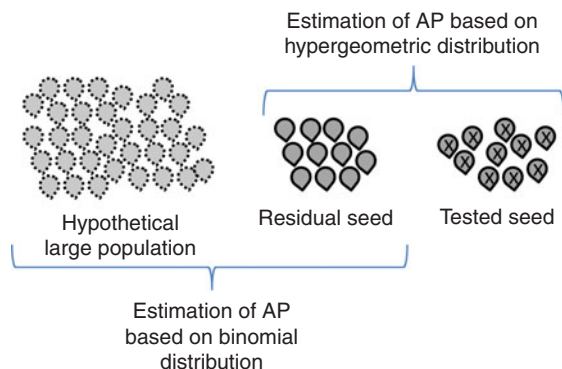 Estimation of AP based on
hypergeometric distribution
Hypothetical
large population
Residual seed
Tested seed
Estimation of AP
based on binomial
distribution